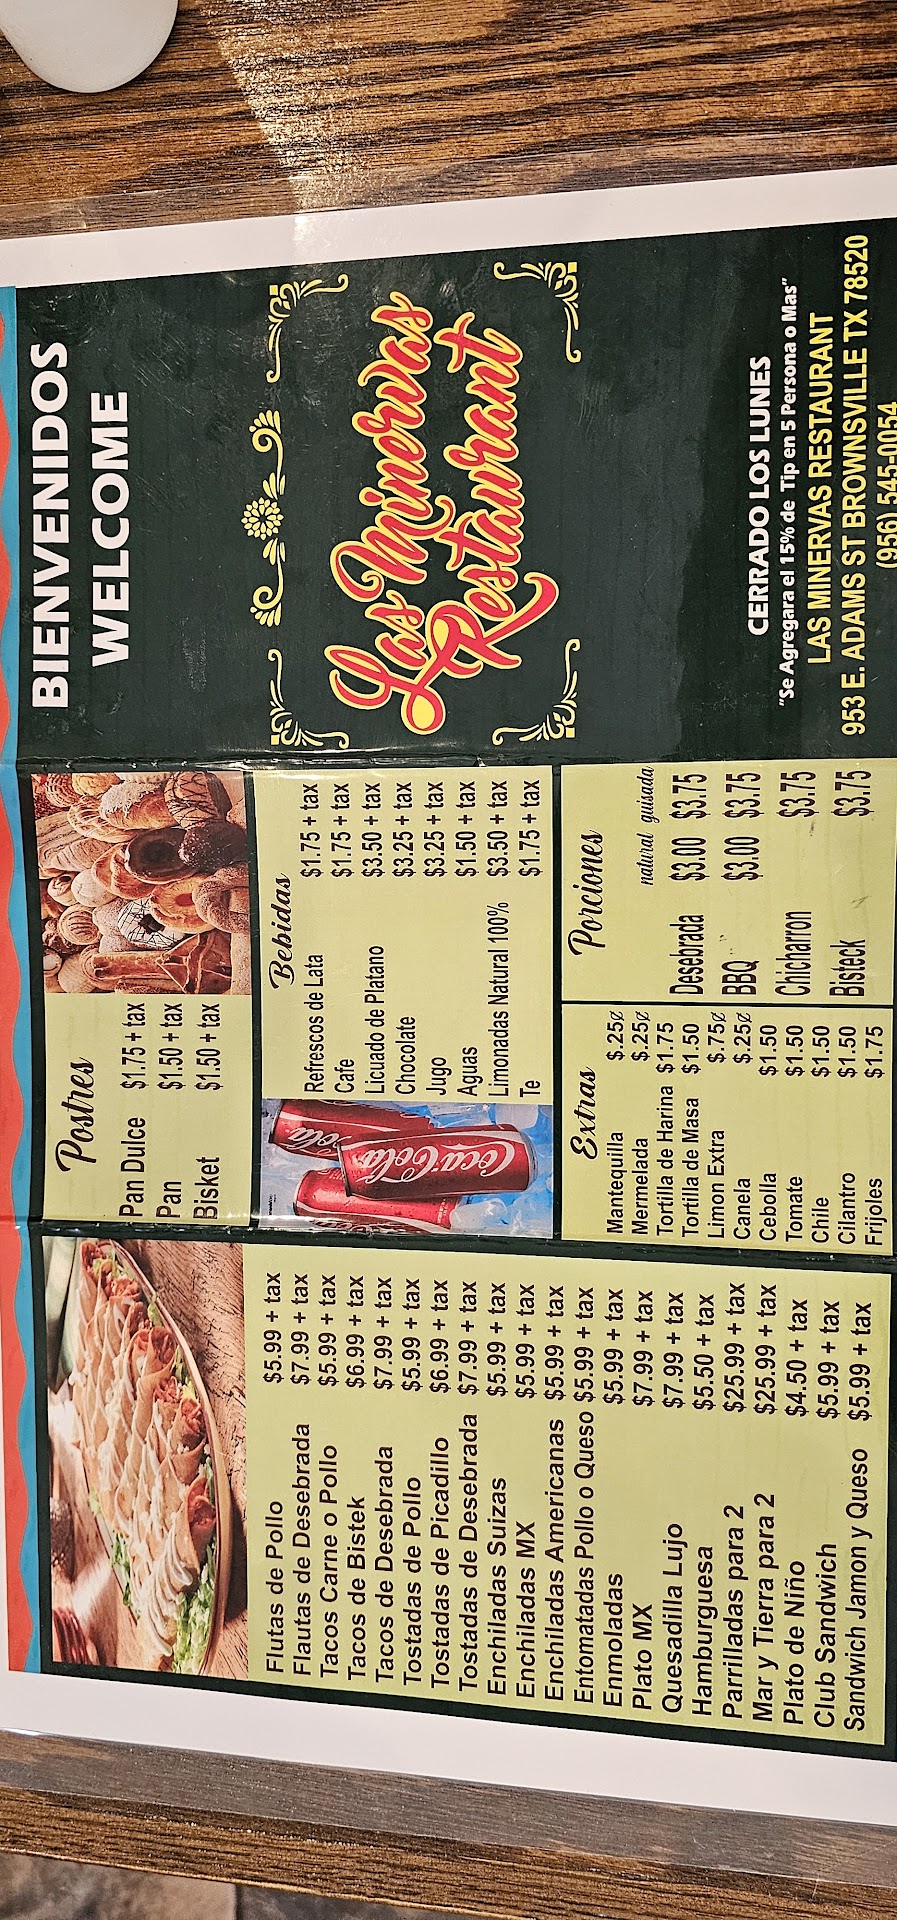 Flutas de Pollo $5.99 + tax
Flautas de Desebrada $7.99 + tax
Tacos Carne o Pollo $5.99 + tax
Tacos de Bistek $6.99 + tax
Tacos de Desebrada $7.99 + tax
Tostadas de Pollo $5.99 + tax
Tostadas de Picadillo $6.99 + tax
Tostadas de Desebrada $7.99 + tax
Enchiladas Suizas $5.99 + tax
Enchiladas MX $5.99 + tax
Enchiladas Americanas $5.99 + tax
Entomatadas Pollo o Queso $5.99 + tax
Enmoladas $5.99 + tax
Plato MX $7.99 + tax
Quesadilla Lujo $7.99 + tax
Hamburguesa $5.50 + tax
Parrilladas para 2 $25.99 + tax
Mar y Tierra para 2 $25.99 + tax
Plato de Niño $4.50 + tax
Club Sandwich $5.99 + tax
Sandwich Jamon y Queso $5.99 + tax
Postres
Pan Dulce $1.75 + tax
Pan $1.50 + tax
Bisket $1.50 + tax
Coca-Cola
Bebidas
Refrescos de Lata $1.75 + tax
Cafe $1.75 + tax
Licuado de Platano $3.50 + tax
Chocolate $3.25 + tax
Jugo $3.25 + tax
Aguas $1.50 + tax
Limonadas Natural 100% $3.50 + tax
Te $1.75 + tax
Extras
Mantequilla $.25¢
Mermelada $.25¢
Tortilla de Harina $1.75
Tortilla de Masa $1.50
Limon Extra $.75¢
Canela $.25¢
Cebolla $1.50
Tomate $1.50
Chile $1.50
Cilantro $1.50
Frijoles $1.75
Porciones
natural guisada
Desebrada $3.00 $3.75
BBQ $3.00 $3.75
Chicharron $3.75
Bisteck $3.75
BIENVENIDOS
WELCOME
Las Minervas
Restaurant
CERRADO LOS LUNES
"Se Agregara el 15% de Tip en 5 Persona o Mas"
LAS MINERVAS RESTAURANT
953 E. ADAMS ST BROWNSVILLE TX 78520
(956) 545-0054